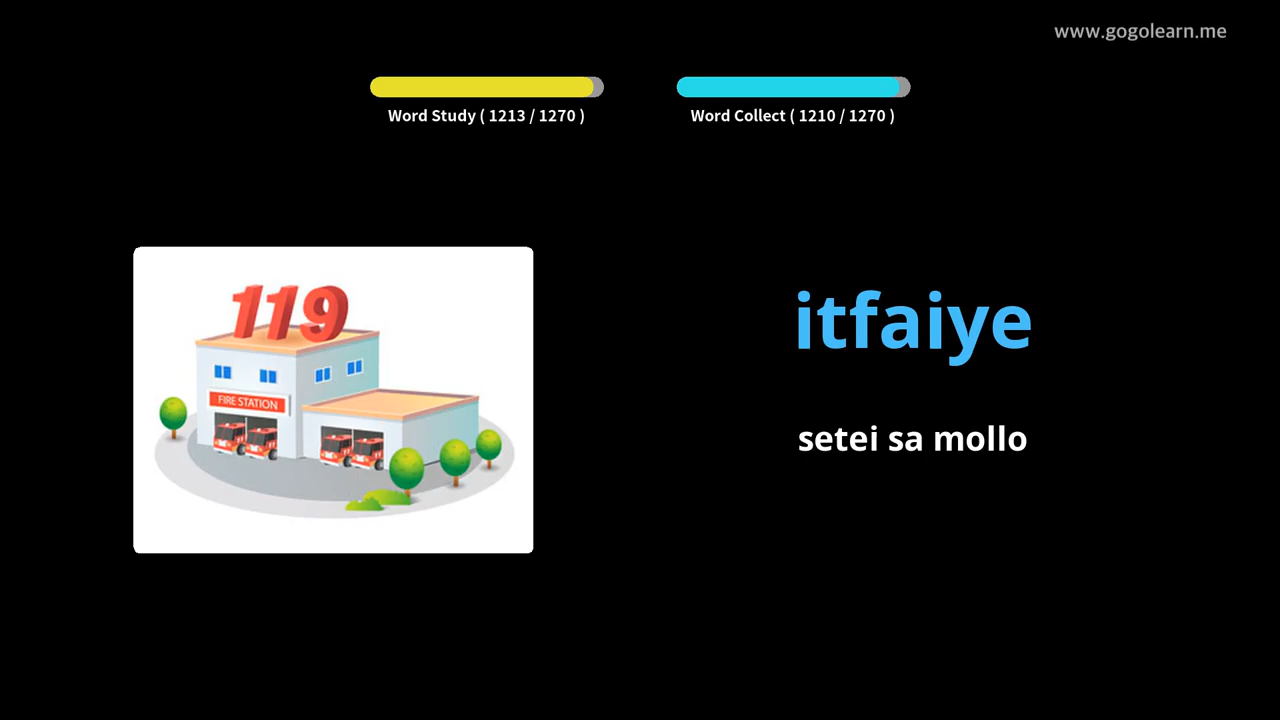 www.gogolearn.me
Word Study ( 1213 / 1270 )
Word Collect ( 1210 / 1270 )
119
FIRE STATION
itfaiye
setei sa mollo